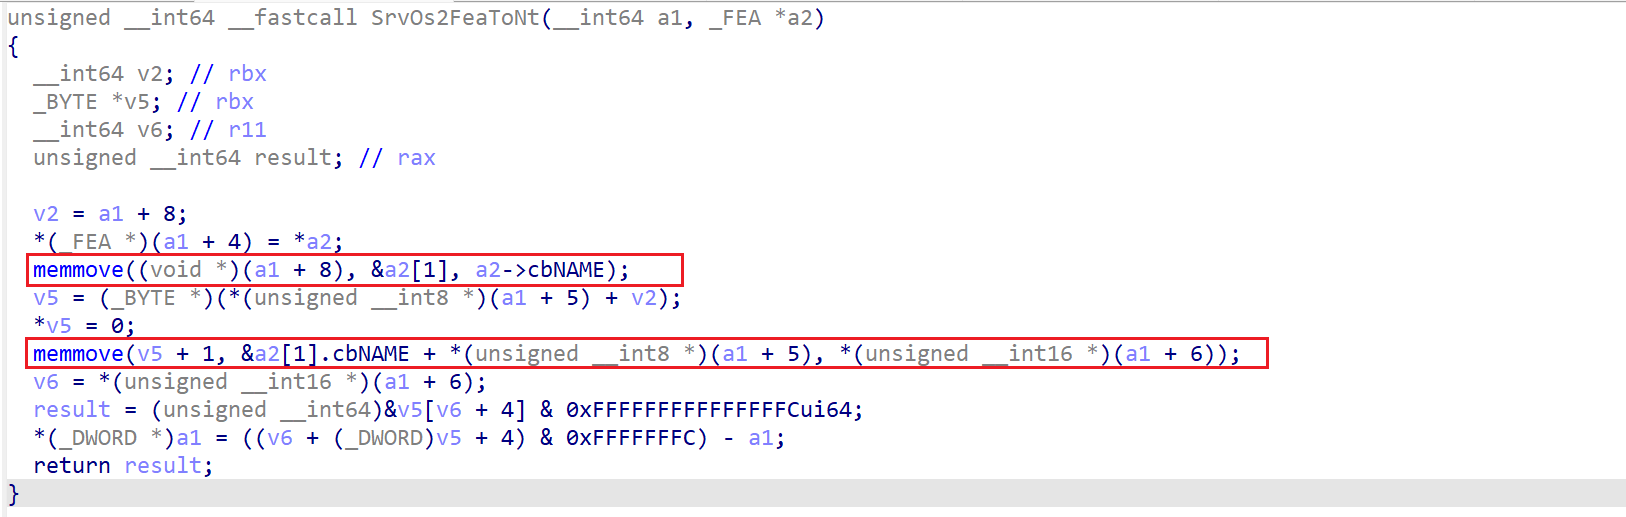 unsigned __int64 __fastcall SrvOs2FeaToNt(__int64 a1, _FEA *a2)
{
  __int64 v2; // rbx
  _BYTE *v5; // rbx
  __int64 v6; // r11
  unsigned __int64 result; // rax

  v2 = a1 + 8;
  *(_FEA *)(a1 + 4) = *a2;
  memmove((void *)(a1 + 8), &a2[1], a2->cbNAME);
  v5 = (_BYTE *)(*(unsigned __int8 *)(a1 + 5) + v2);
  *v5 = 0;
  memmove(v5 + 1, &a2[1].cbNAME + *(unsigned __int8 *)(a1 + 5), *(unsigned __int16 *)(a1 + 6));
  v6 = *(unsigned __int16 *)(a1 + 6);
  result = (unsigned __int64)&v5[v6 + 4] & 0xFFFFFFFFFFFFFFFCui64;
  *(_DWORD *)a1 = ((v6 + (_DWORD)v5 + 4) & 0xFFFFFFFC) - a1;
  return result;
}